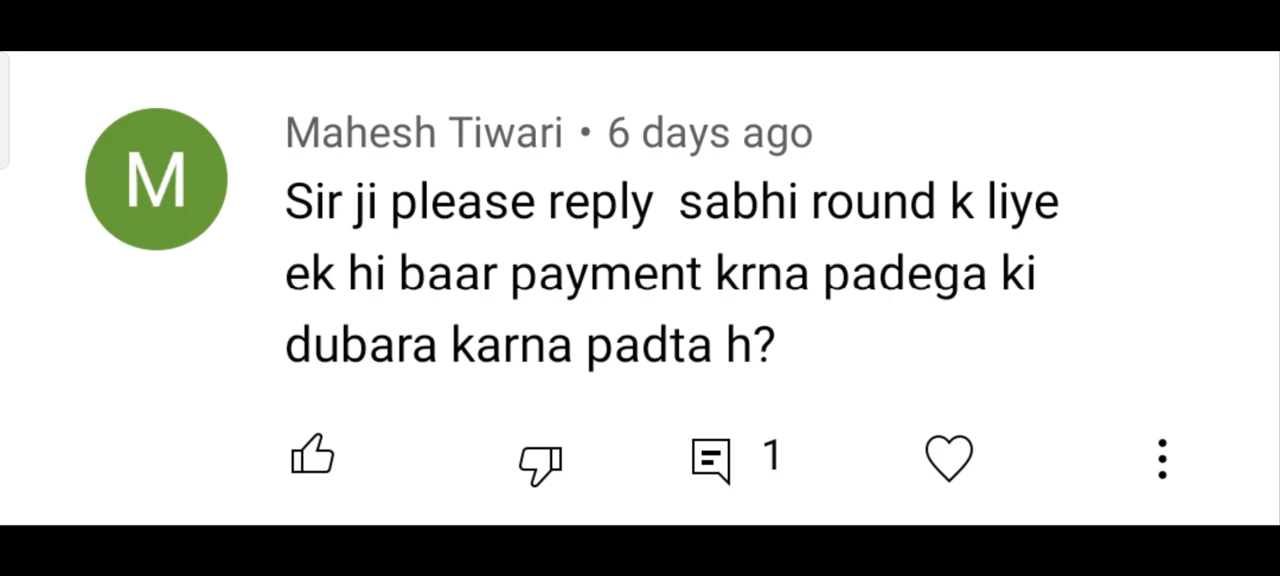 M
Mahesh Tiwari • 6 days ago
Sir ji please reply  sabhi round k liye
ek hi baar payment krna padega ki
dubara karna padta h?
1